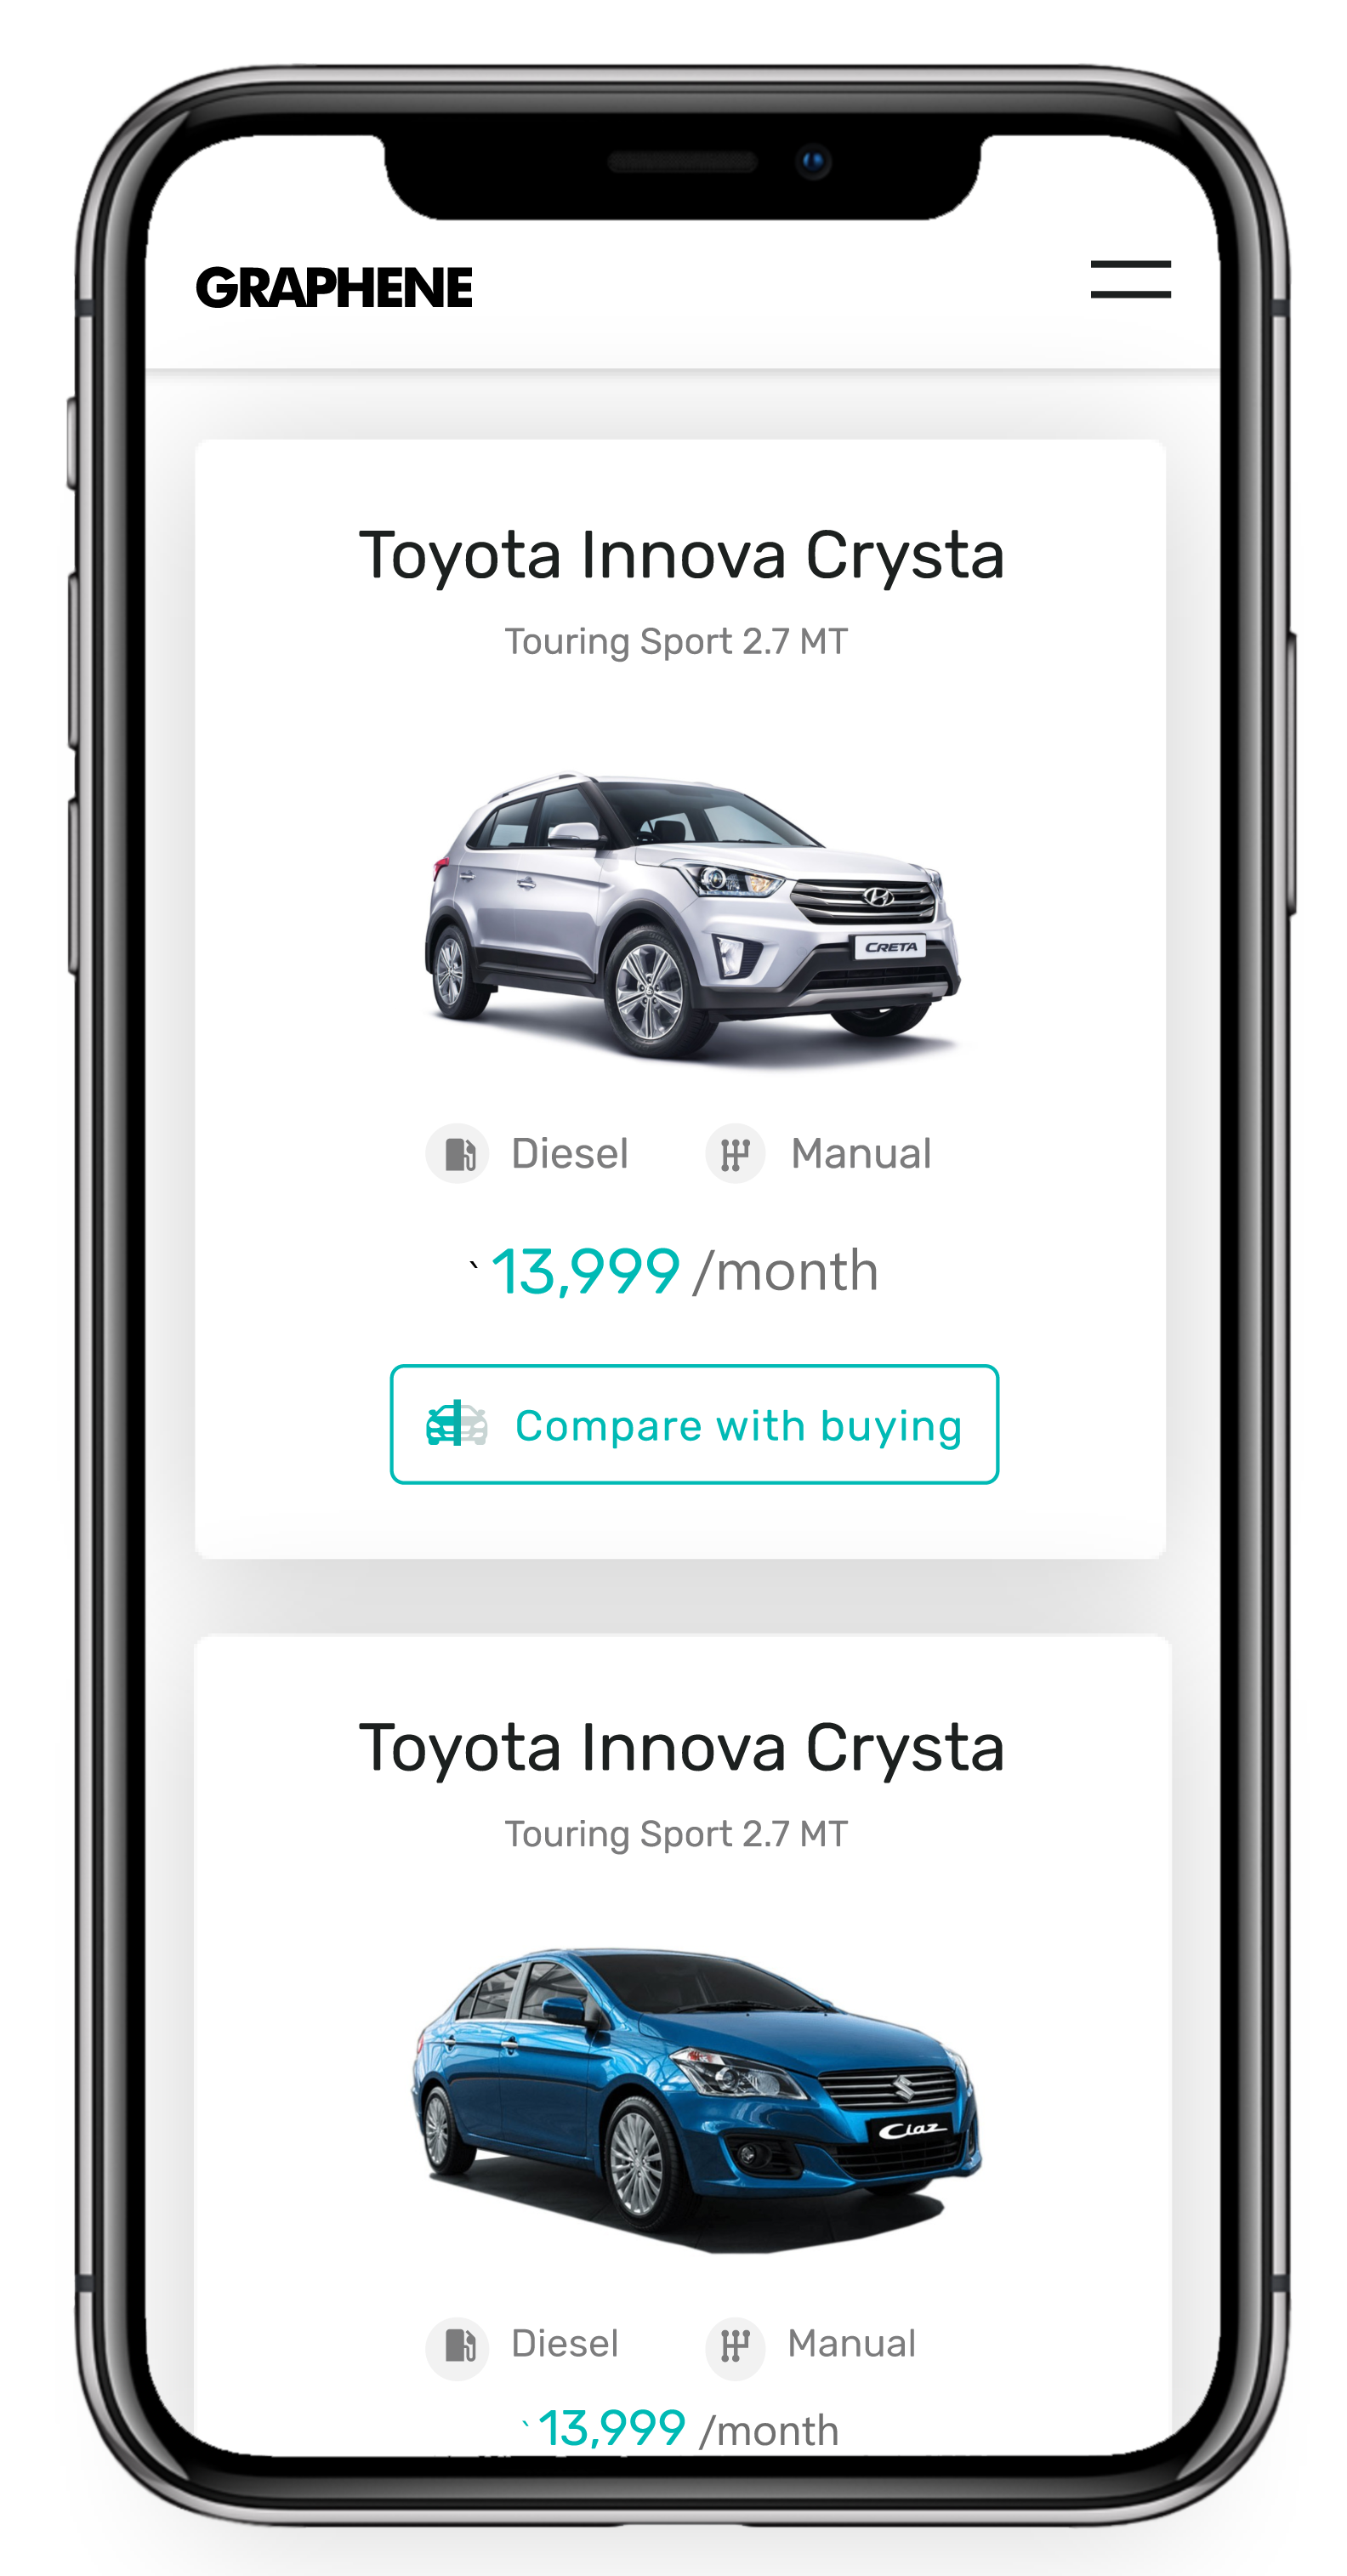 GRAPHENE
Toyota Innova Crysta
Touring Sport 2.7 MT
CRETA
Diesel Manual
` 13,999 /month
Compare with buying
Toyota Innova Crysta
Touring Sport 2.7 MT
Ciaz
Diesel Manual
` 13,999 /month